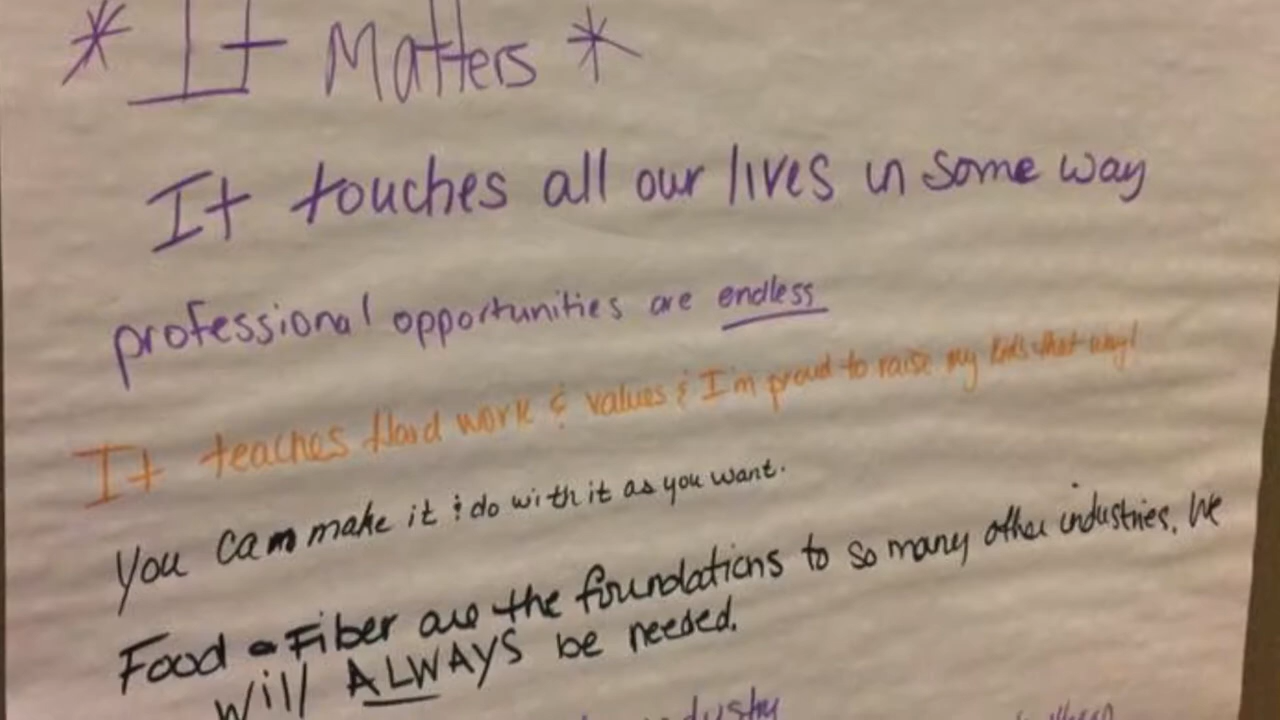 * It Matters *
It touches all our lives in some way
professional opportunities are endless
It teaches Hard work & values & I'm proud to raise my kids that way!
You can make it & do with it as you want.
Food & Fiber are the foundations to so many other industries. We
Will ALWAYS be needed.